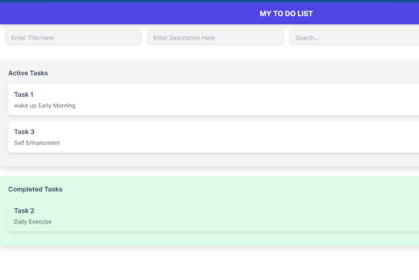 MY TO DO LIST
Enter Title Here
Enter Description Here
Search...
Active Tasks
Task 1
wake up Early Morning
Task 3
Self Enhancment
Completed Tasks
Task 2
Daily Exercise